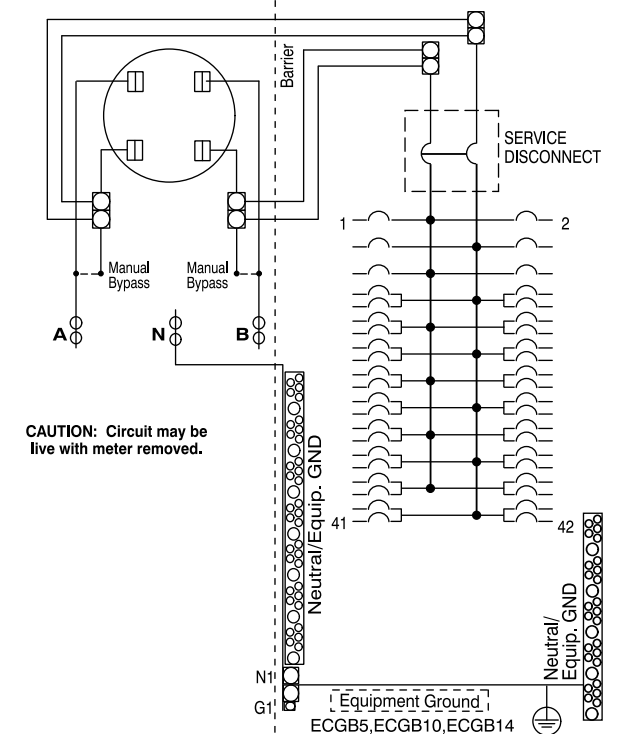 Barrier
SERVICE
DISCONNECT
1
2
Manual
Bypass
Manual
Bypass
A
N
B
CAUTION: Circuit may be
live with meter removed.
Neutral/Equip. GND
41
42
Neutral/
Equip. GND
N1
G1
Equipment Ground
ECGB5,ECGB10,ECGB14